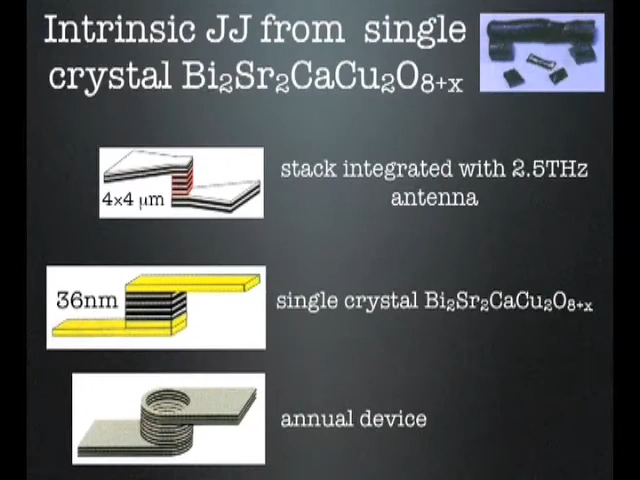 Intrinsic JJ from single
crystal Bi₂Sr₂CaCu₂O₈₊ₓ
4×4 μm
stack integrated with 2.5THz
antenna
36nm
single crystal Bi₂Sr₂CaCu₂O₈₊ₓ
annual device